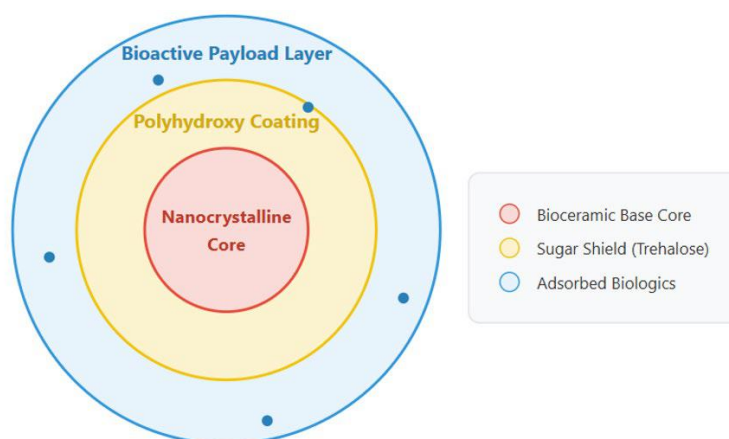 Bioactive Payload Layer
Polyhydroxy Coating
Nanocrystalline
Core
Bioceramic Base Core
Sugar Shield (Trehalose)
Adsorbed Biologics